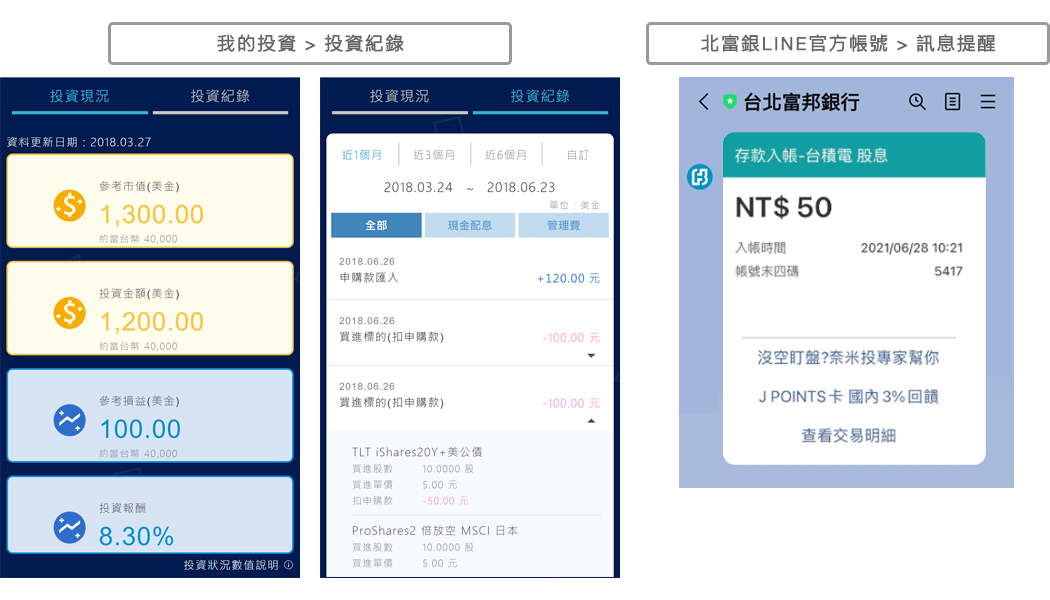 我的投資 > 投資紀錄
投資現況 投資紀錄
資料更新日期：2018.03.27
參考市值(美金)
1,300.00
約當台幣 40,000
投資金額(美金)
1,200.00
約當台幣 40,000
參考損益(美金)
100.00
約當台幣 40,000
投資報酬
8.30%
投資狀況數值說明
投資現況 投資紀錄
近1個月 近3個月 近6個月 自訂
2018.03.24 ~ 2018.06.23
單位：美金
全部 現金配息 管理費
2018.06.26
申購款匯入 +120.00 元
2018.06.26
買進標的(扣申購款) -100.00 元
2018.06.26
買進標的(扣申購款) -100.00 元
TLT iShares20Y+美公債
買進股數 10.0000 股
買進單價 5.00 元
扣申購款 -50.00 元
ProShares2 倍放空 MSCI 日本
買進股數 10.0000 股
買進單價 5.00 元
北富銀LINE官方帳號 > 訊息提醒
台北富邦銀行
存款入帳-台積電 股息
NT$ 50
入帳時間 2021/06/28 10:21
帳號末四碼 5417
沒空盯盤?奈米投專家幫你
J POINTS卡 國內3%回饋
查看交易明細